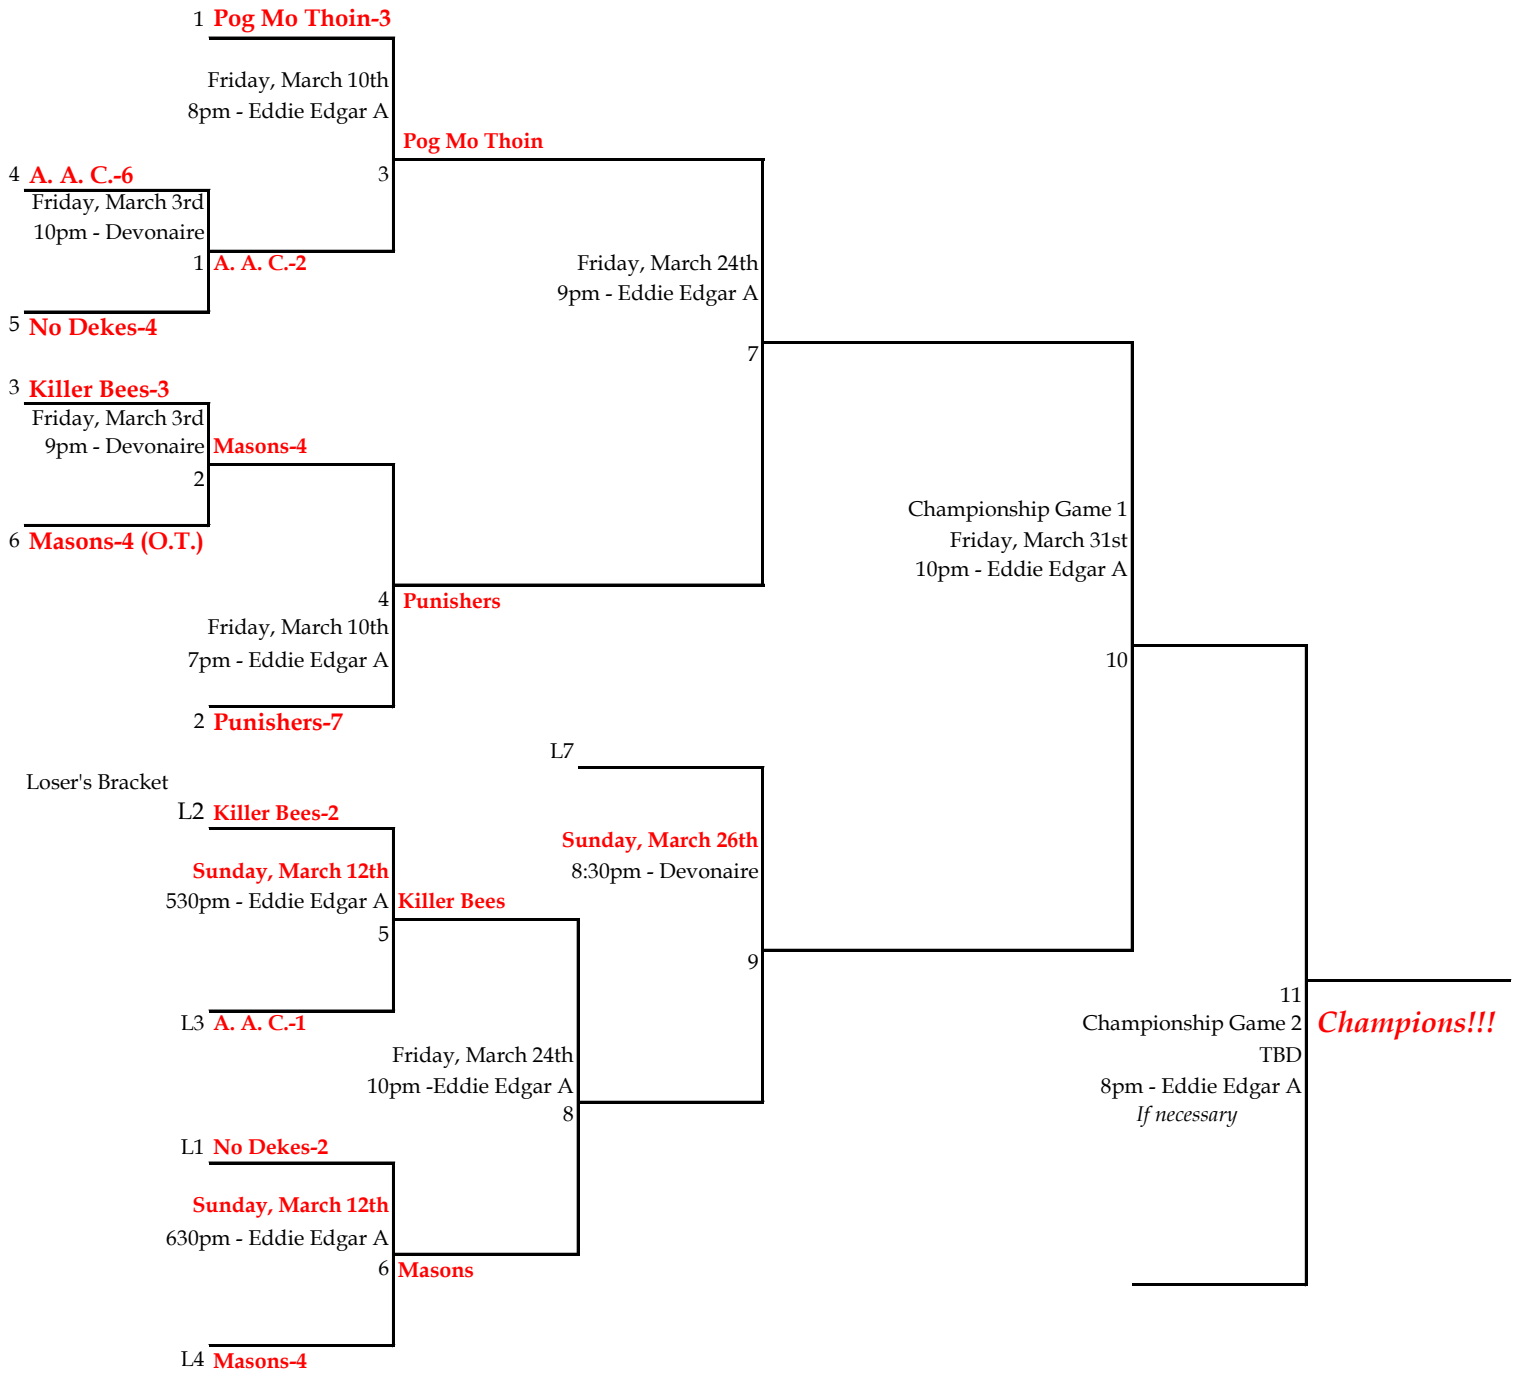 1 Pog Mo Thoin-3
Friday, March 10th
8pm - Eddie Edgar A
Pog Mo Thoin
4 A. A. C.-6
3
Friday, March 3rd
10pm - Devonaire
1 A. A. C.-2
Friday, March 24th
9pm - Eddie Edgar A
5 No Dekes-4
7
3 Killer Bees-3
Friday, March 3rd
9pm - Devonaire
Masons-4
2
6 Masons-4 (O.T.)
Championship Game 1
Friday, March 31st
10pm - Eddie Edgar A
4 Punishers
Friday, March 10th
7pm - Eddie Edgar A
10
2 Punishers-7
L7
Loser's Bracket
L2 Killer Bees-2
Sunday, March 26th
8:30pm - Devonaire
Sunday, March 12th
530pm - Eddie Edgar A
Killer Bees
5
9
L3 A. A. C.-1
11
Championship Game 2
Champions!!!
TBD
8pm - Eddie Edgar A
If necessary
Friday, March 24th
10pm -Eddie Edgar A
8
L1 No Dekes-2
Sunday, March 12th
630pm - Eddie Edgar A
6 Masons
L4 Masons-4